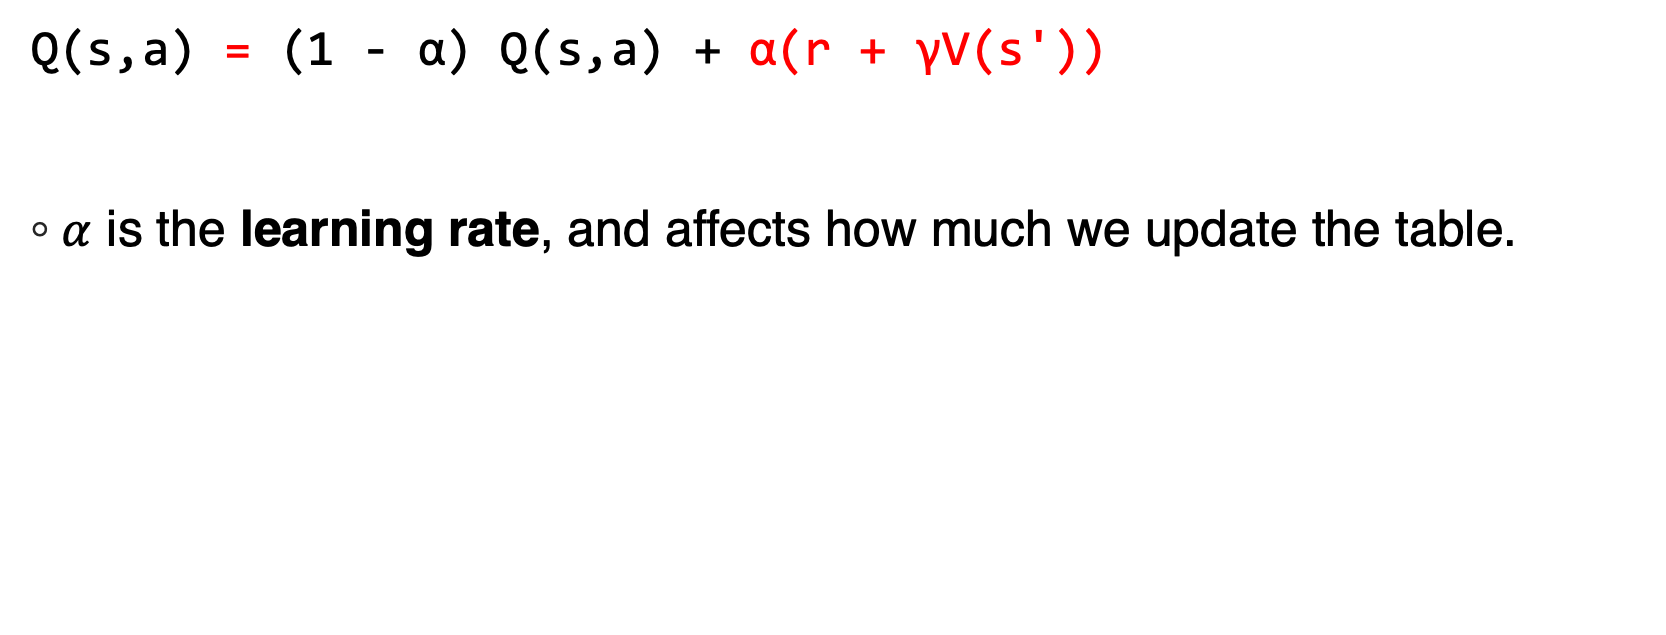 Q(s,a) = (1 - α) Q(s,a) + α(r + γV(s'))
∘ 𝛼 is the learning rate, and affects how much we update the table.